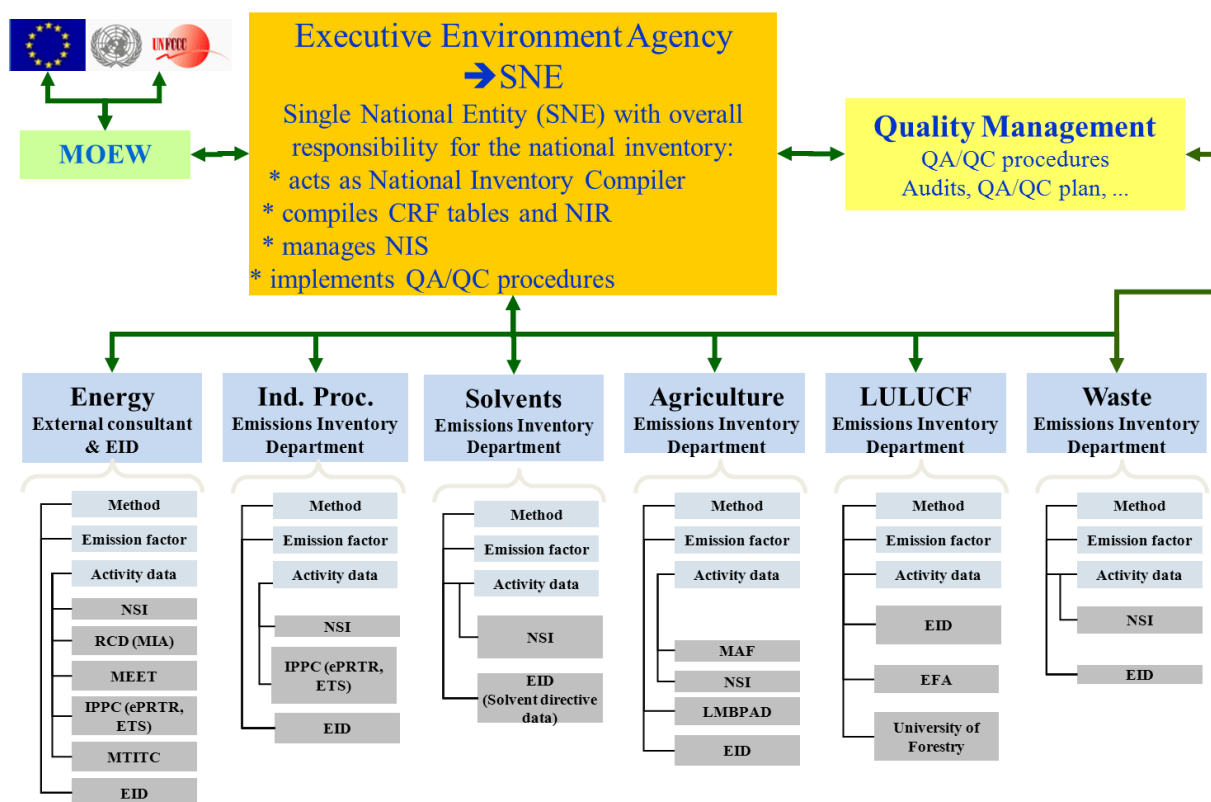 UNFCCC
MOEW
Executive Environment Agency
➔SNE
Single National Entity (SNE) with overall
responsibility for the national inventory:
* acts as National Inventory Compiler
* compiles CRF tables and NIR
* manages NIS
* implements QA/QC procedures
Quality Management
QA/QC procedures
Audits, QA/QC plan, ...
Energy
External consultant
& EID
Method
Emission factor
Activity data
NSI
RCD (MIA)
MEET
IPPC (ePRTR,
ETS)
MTITC
EID
Ind. Proc.
Emissions Inventory
Department
Method
Emission factor
Activity data
NSI
IPPC (ePRTR,
ETS)
EID
Solvents
Emissions Inventory
Department
Method
Emission factor
Activity data
NSI
EID
(Solvent directive
data)
Agriculture
Emissions Inventory
Department
Method
Emission factor
Activity data
MAF
NSI
LMBPAD
EID
LULUCF
Emissions Inventory
Department
Method
Emission factor
Activity data
EID
EFA
University of
Forestry
Waste
Emissions Inventory
Department
Method
Emission factor
Activity data
NSI
EID